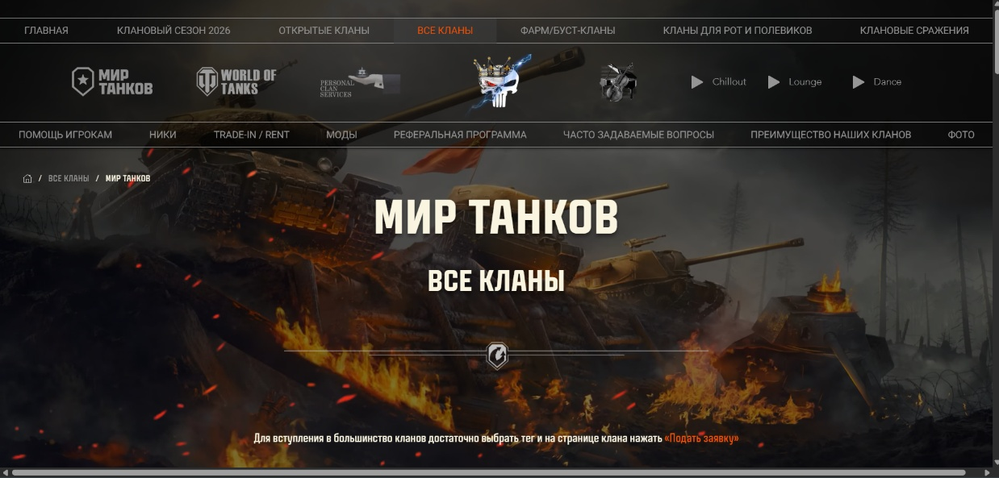 ГЛАВНАЯ КЛАНОВЫЙ СЕЗОН 2026 ОТКРЫТЫЕ КЛАНЫ ВСЕ КЛАНЫ ФАРМ/БУСТ-КЛАНЫ КЛАНЫ ДЛЯ РОТ И ПОЛЕВИКОВ КЛАНОВЫЕ СРАЖЕНИЯ
МИР ТАНКОВ
WORLD OF TANKS
PERSONAL CLAN SERVICES
Chillout Lounge Dance
ПОМОЩЬ ИГРОКАМ НИКИ TRADE-IN / RENT МОДЫ РЕФЕРАЛЬНАЯ ПРОГРАММА ЧАСТО ЗАДАВАЕМЫЕ ВОПРОСЫ ПРЕИМУЩЕСТВО НАШИХ КЛАНОВ ФОТО
/ ВСЕ КЛАНЫ / МИР ТАНКОВ
МИР ТАНКОВ
ВСЕ КЛАНЫ
Для вступления в большинство кланов достаточно выбрать тег и на странице клана нажать «Подать заявку»